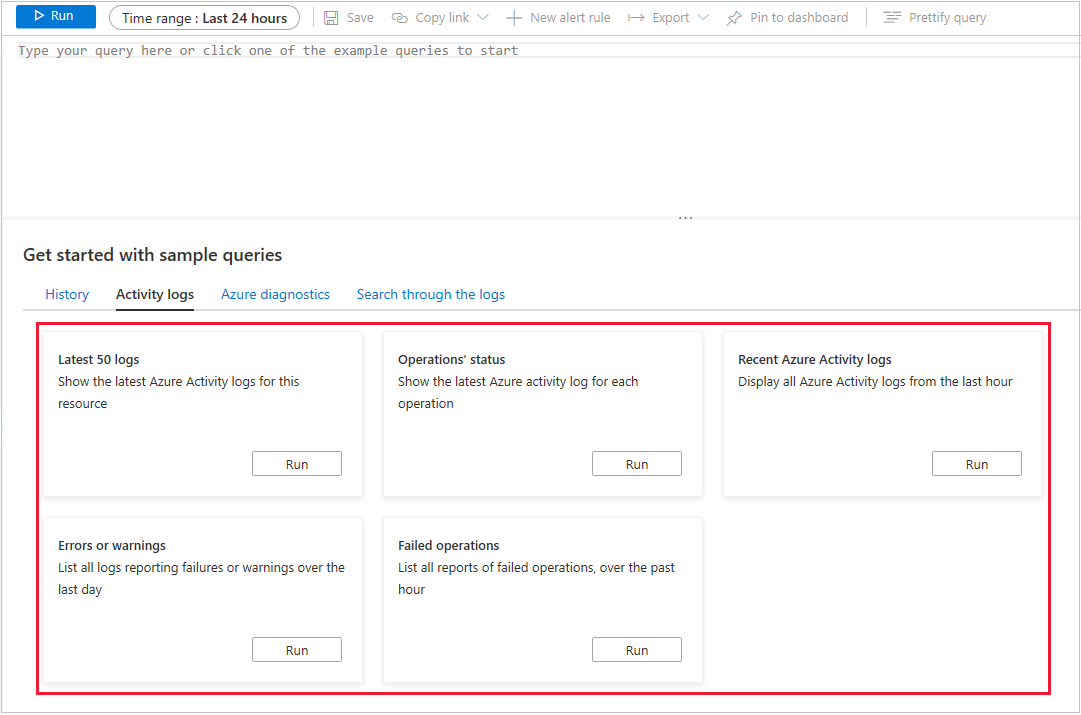 Run
Time range : Last 24 hours
Save
Copy link
New alert rule
Export
Pin to dashboard
Prettify query
Type your query here or click one of the example queries to start
...
Get started with sample queries
History
Activity logs
Azure diagnostics
Search through the logs
Latest 50 logs
Show the latest Azure Activity logs for this
resource
Run
Operations' status
Show the latest Azure activity log for each
operation
Run
Recent Azure Activity logs
Display all Azure Activity logs from the last hour
Run
Errors or warnings
List all logs reporting failures or warnings over the
last day
Run
Failed operations
List all reports of failed operations, over the past
hour
Run